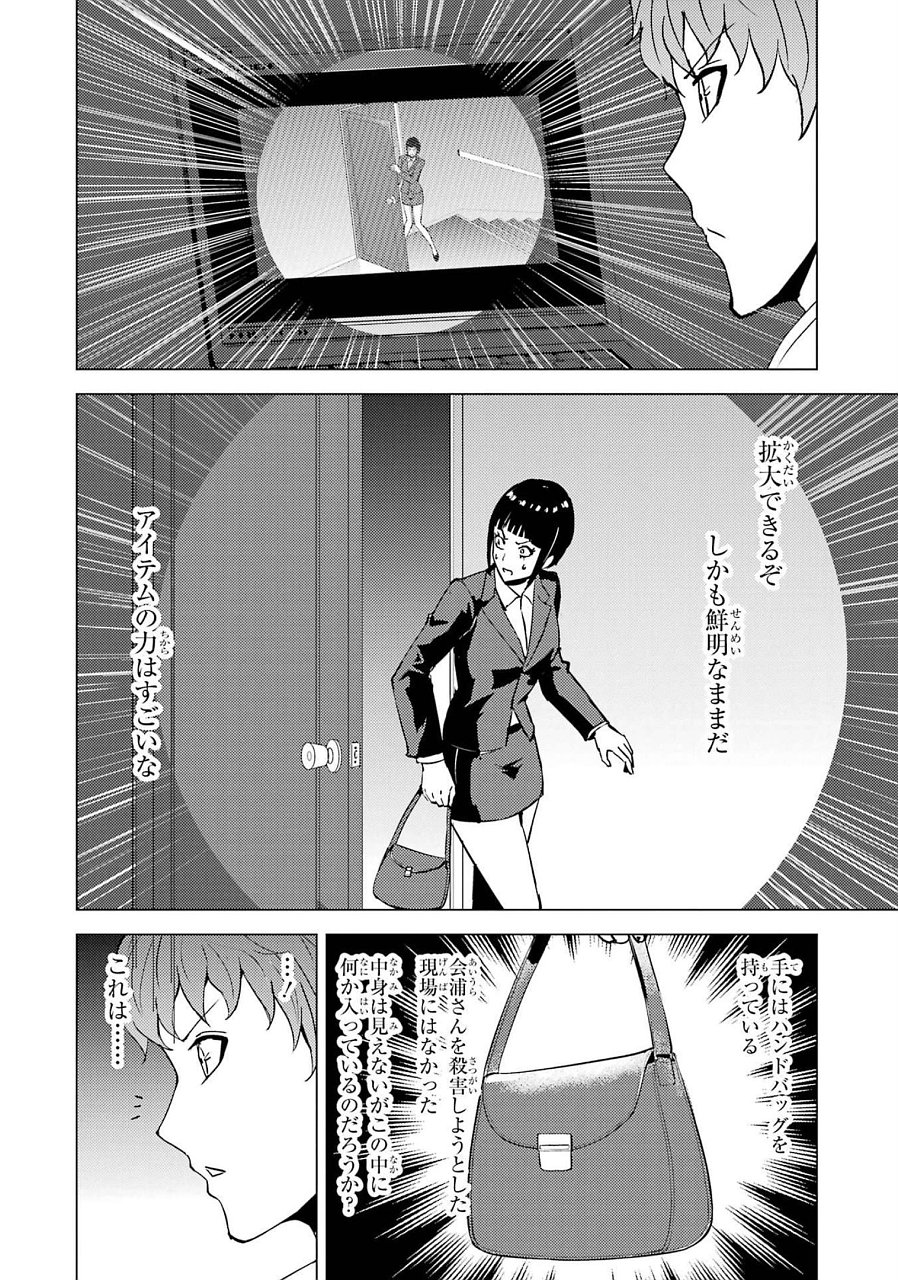 拡大できるぞ
しかも鮮明なままだ
アイテムの力はすごいな
手にはハンドバッグを
持っている
会浦さんを殺害しようとした
現場にはなかった
中身は見えないがこの中に
何か入っているのだろうか？
…！
これは……